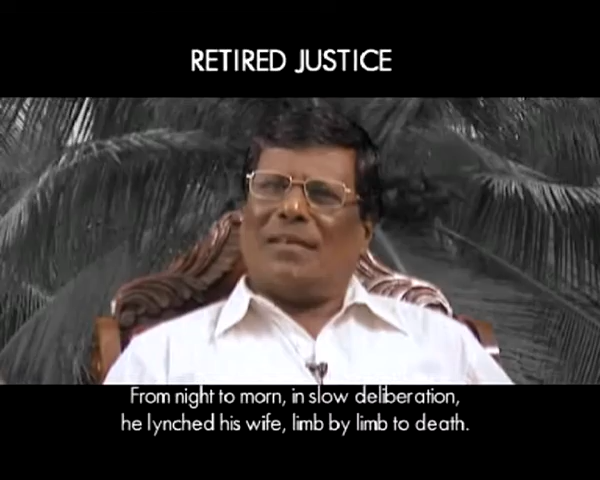 RETIRED JUSTICE
From night to morn, in slow deliberation,
he lynched his wife, limb by limb to death.